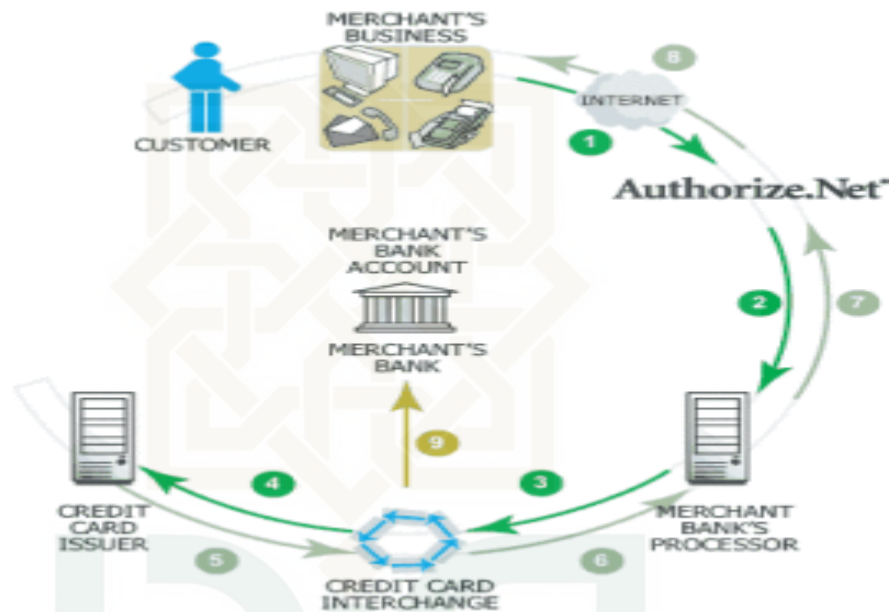 MERCHANT'S
BUSINESS
8
INTERNET
CUSTOMER
1
Authorize.Net
MERCHANT'S
BANK
ACCOUNT
2
7
MERCHANT'S
BANK
9
4
3
CREDIT
CARD
ISSUER
MERCHANT
BANK'S
PROCESSOR
5
6
CREDIT CARD
INTERCHANGE